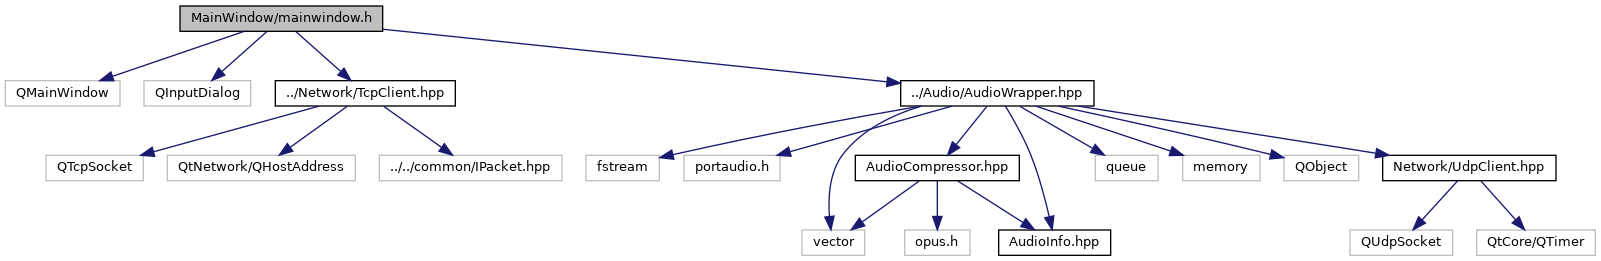 MainWindow/mainwindow.h
QMainWindow
QInputDialog
../Network/TcpClient.hpp
../Audio/AudioWrapper.hpp
QTcpSocket
QtNetwork/QHostAddress
../../common/IPacket.hpp
fstream
portaudio.h
AudioCompressor.hpp
queue
memory
QObject
Network/UdpClient.hpp
vector
opus.h
AudioInfo.hpp
QUdpSocket
QtCore/QTimer